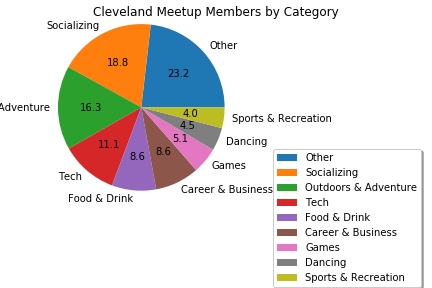 Cleveland Meetup Members by Category
Socializing
Other
18.8
23.2
Adventure
16.3
4.0
Sports & Recreation
4.5
Dancing
11.1
5.1
8.6
8.6
Games
Tech
Career & Business
Food & Drink
Other
Socializing
Outdoors & Adventure
Tech
Food & Drink
Career & Business
Games
Dancing
Sports & Recreation